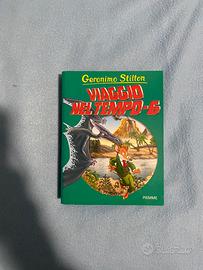 Geronimo Stilton
VIAGGIO
NEL TEMPO-6
PIEMME